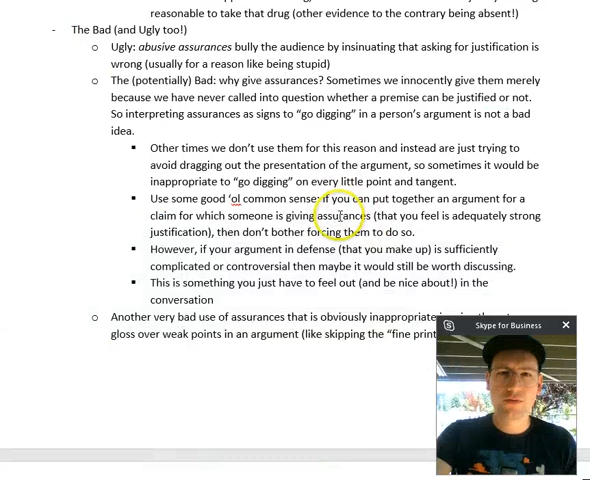 reasonable to take that drug (other evidence to the contrary being absent!)
- The Bad (and Ugly too!)
o Ugly: abusive assurances bully the audience by insinuating that asking for justification is
wrong (usually for a reason like being stupid)
o The (potentially) Bad: why give assurances? Sometimes we innocently give them merely
because we have never called into question whether a premise can be justified or not.
So interpreting assurances as signs to “go digging” in a person’s argument is not a bad
idea.
▪ Other times we don’t use them for this reason and instead are just trying to
avoid dragging out the presentation of the argument, so sometimes it would be
inappropriate to “go digging” on every little point and tangent.
▪ Use some good ‘ol common sense: if you can put together an argument for a
claim for which someone is giving assurances (that you feel is adequately strong
justification), then don’t bother forcing them to do so.
▪ However, if your argument in defense (that you make up) is sufficiently
complicated or controversial then maybe it would still be worth discussing.
▪ This is something you just have to feel out (and be nice about!) in the
conversation
o Another very bad use of assurances that is obviously inappropriate
gloss over weak points in an argument (like skipping the “fine print
Skype for Business